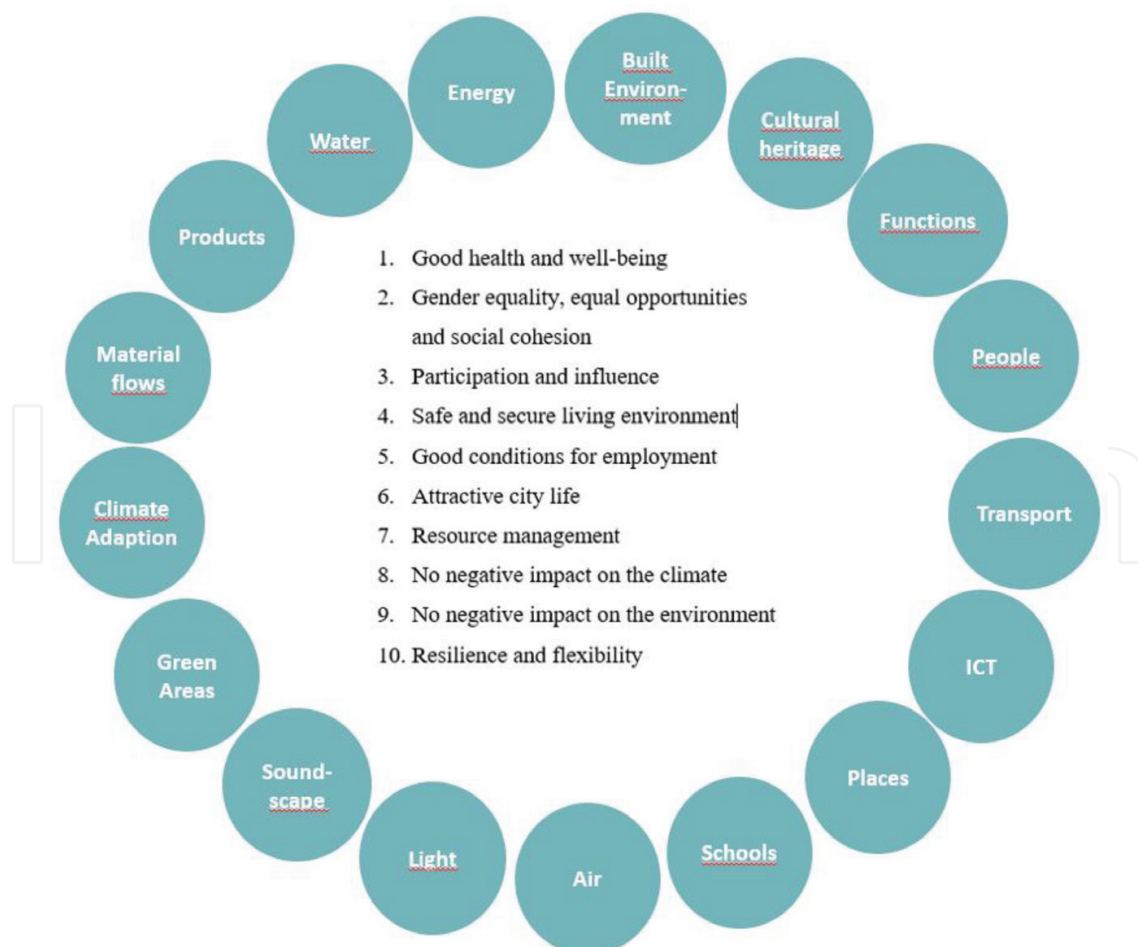 Energy
Built
Environ-
ment
Cultural
heritage
Functions
People
Transport
ICT
Places
Schools
Air
Light
Sound-
scape
Green
Areas
Climate
Adaption
Material
flows
Products
Water
1. Good health and well-being
2. Gender equality, equal opportunities
and social cohesion
3. Participation and influence
4. Safe and secure living environment
5. Good conditions for employment
6. Attractive city life
7. Resource management
8. No negative impact on the climate
9. No negative impact on the environment
10. Resilience and flexibility